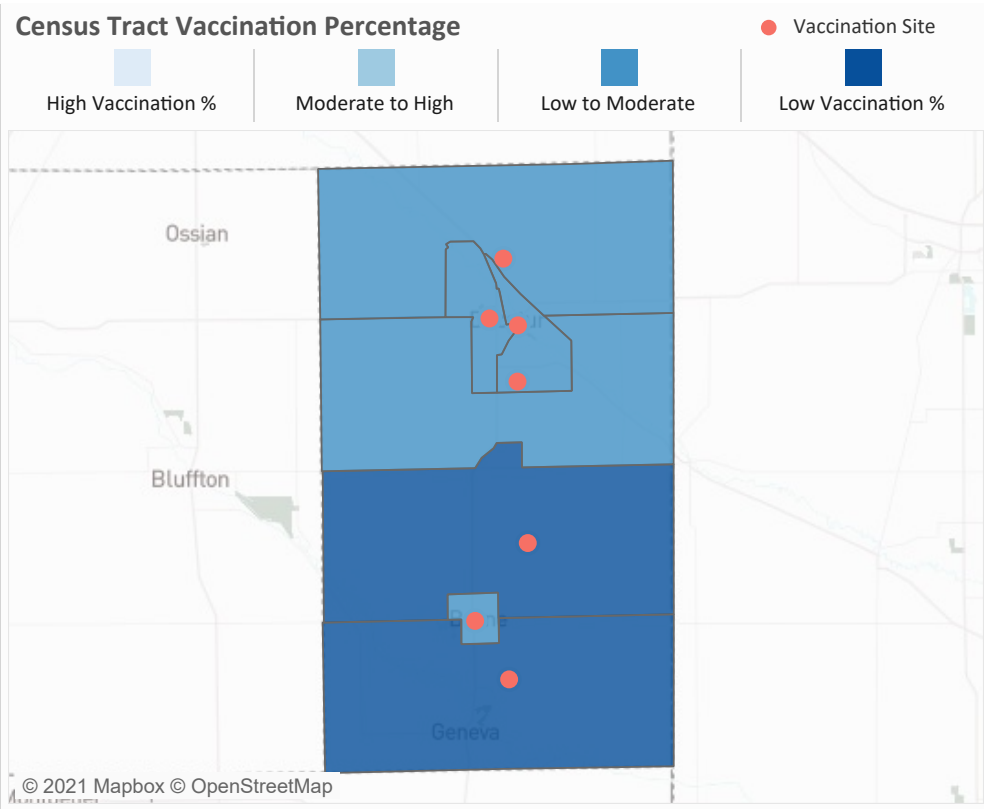 Census Tract Vaccination Percentage
Vaccination Site
High Vaccination %
Moderate to High
Low to Moderate
Low Vaccination %
Ossian
Bluffton
Geneva
© 2021 Mapbox © OpenStreetMap